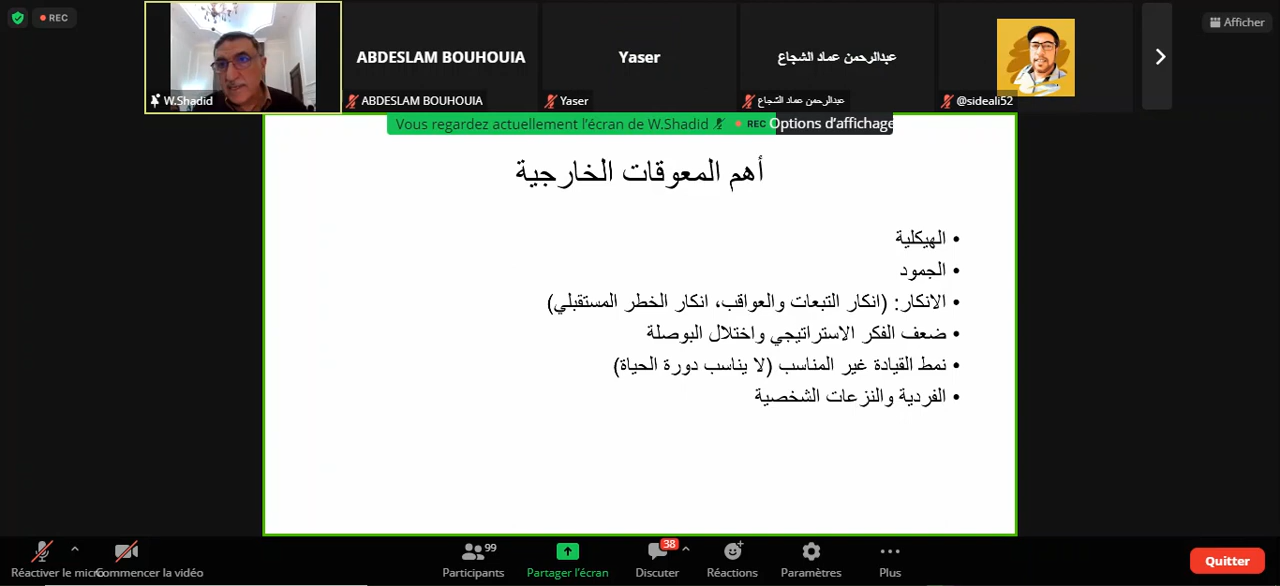 REC
Afficher
ABDESLAM BOUHOUIA
Yaser
عبدالرحمن عماد الشجاع
W.Shadid
ABDESLAM BOUHOUIA
Yaser
عبدالرحمن عماد الشجاع
@sideali52
Vous regardez actuellement l'écran de W.Shadid
REC
Options d'affichage
أهم المعوقات الخارجية
• الهيكلية
• الجمود
• الانكار: (انكار التبعات والعواقب، انكار الخطر المستقبلي)
• ضعف الفكر الاستراتيجي واختلال البوصلة
• نمط القيادة غير المناسب (لا يناسب دورة الحياة)
• الفردية والنزعات الشخصية
99
38
Réactiver le micro
Commencer la vidéo
Participants
Partager l'écran
Discuter
Réactions
Paramètres
Plus
Quitter